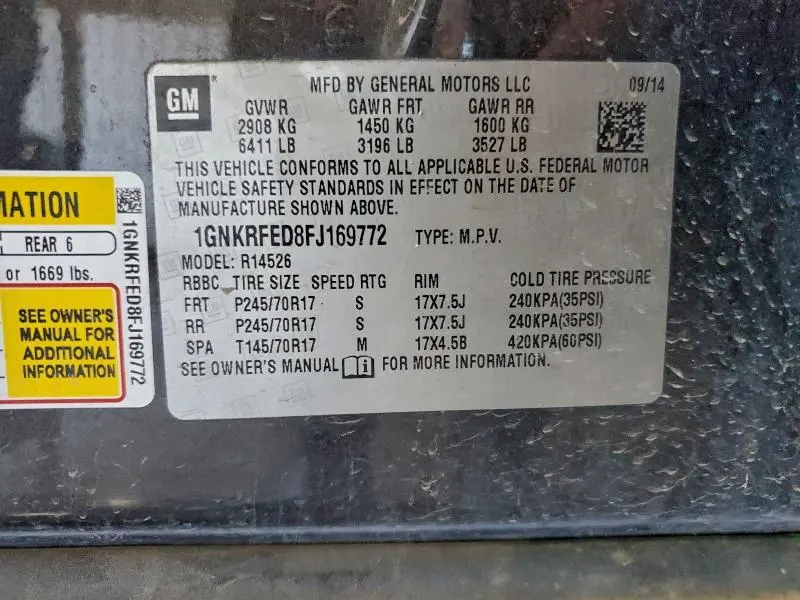 GM
MFD BY GENERAL MOTORS LLC 09/14
GVWR GAWR FRT GAWR RR
2908 KG 1450 KG 1600 KG
6411 LB 3196 LB 3527 LB
THIS VEHICLE CONFORMS TO ALL APPLICABLE U.S. FEDERAL MOTOR
VEHICLE SAFETY STANDARDS IN EFFECT ON THE DATE OF
MANUFACTURE SHOWN ABOVE.
1GNKRFED8FJ169772 TYPE: M.P.V.
MODEL: R14526
RBBC TIRE SIZE SPEED RTG RIM COLD TIRE PRESSURE
FRT P245/70R17 S 17X7.5J 240KPA(35PSI)
RR P245/70R17 S 17X7.5J 240KPA(35PSI)
SPA T145/70R17 M 17X4.5B 420KPA(60PSI)
SEE OWNER'S MANUAL FOR MORE INFORMATION.
MATION
REAR 6
or 1669 lbs.
SEE OWNER'S
MANUAL FOR
ADDITIONAL
INFORMATION
1GNKRFED8FJ169772